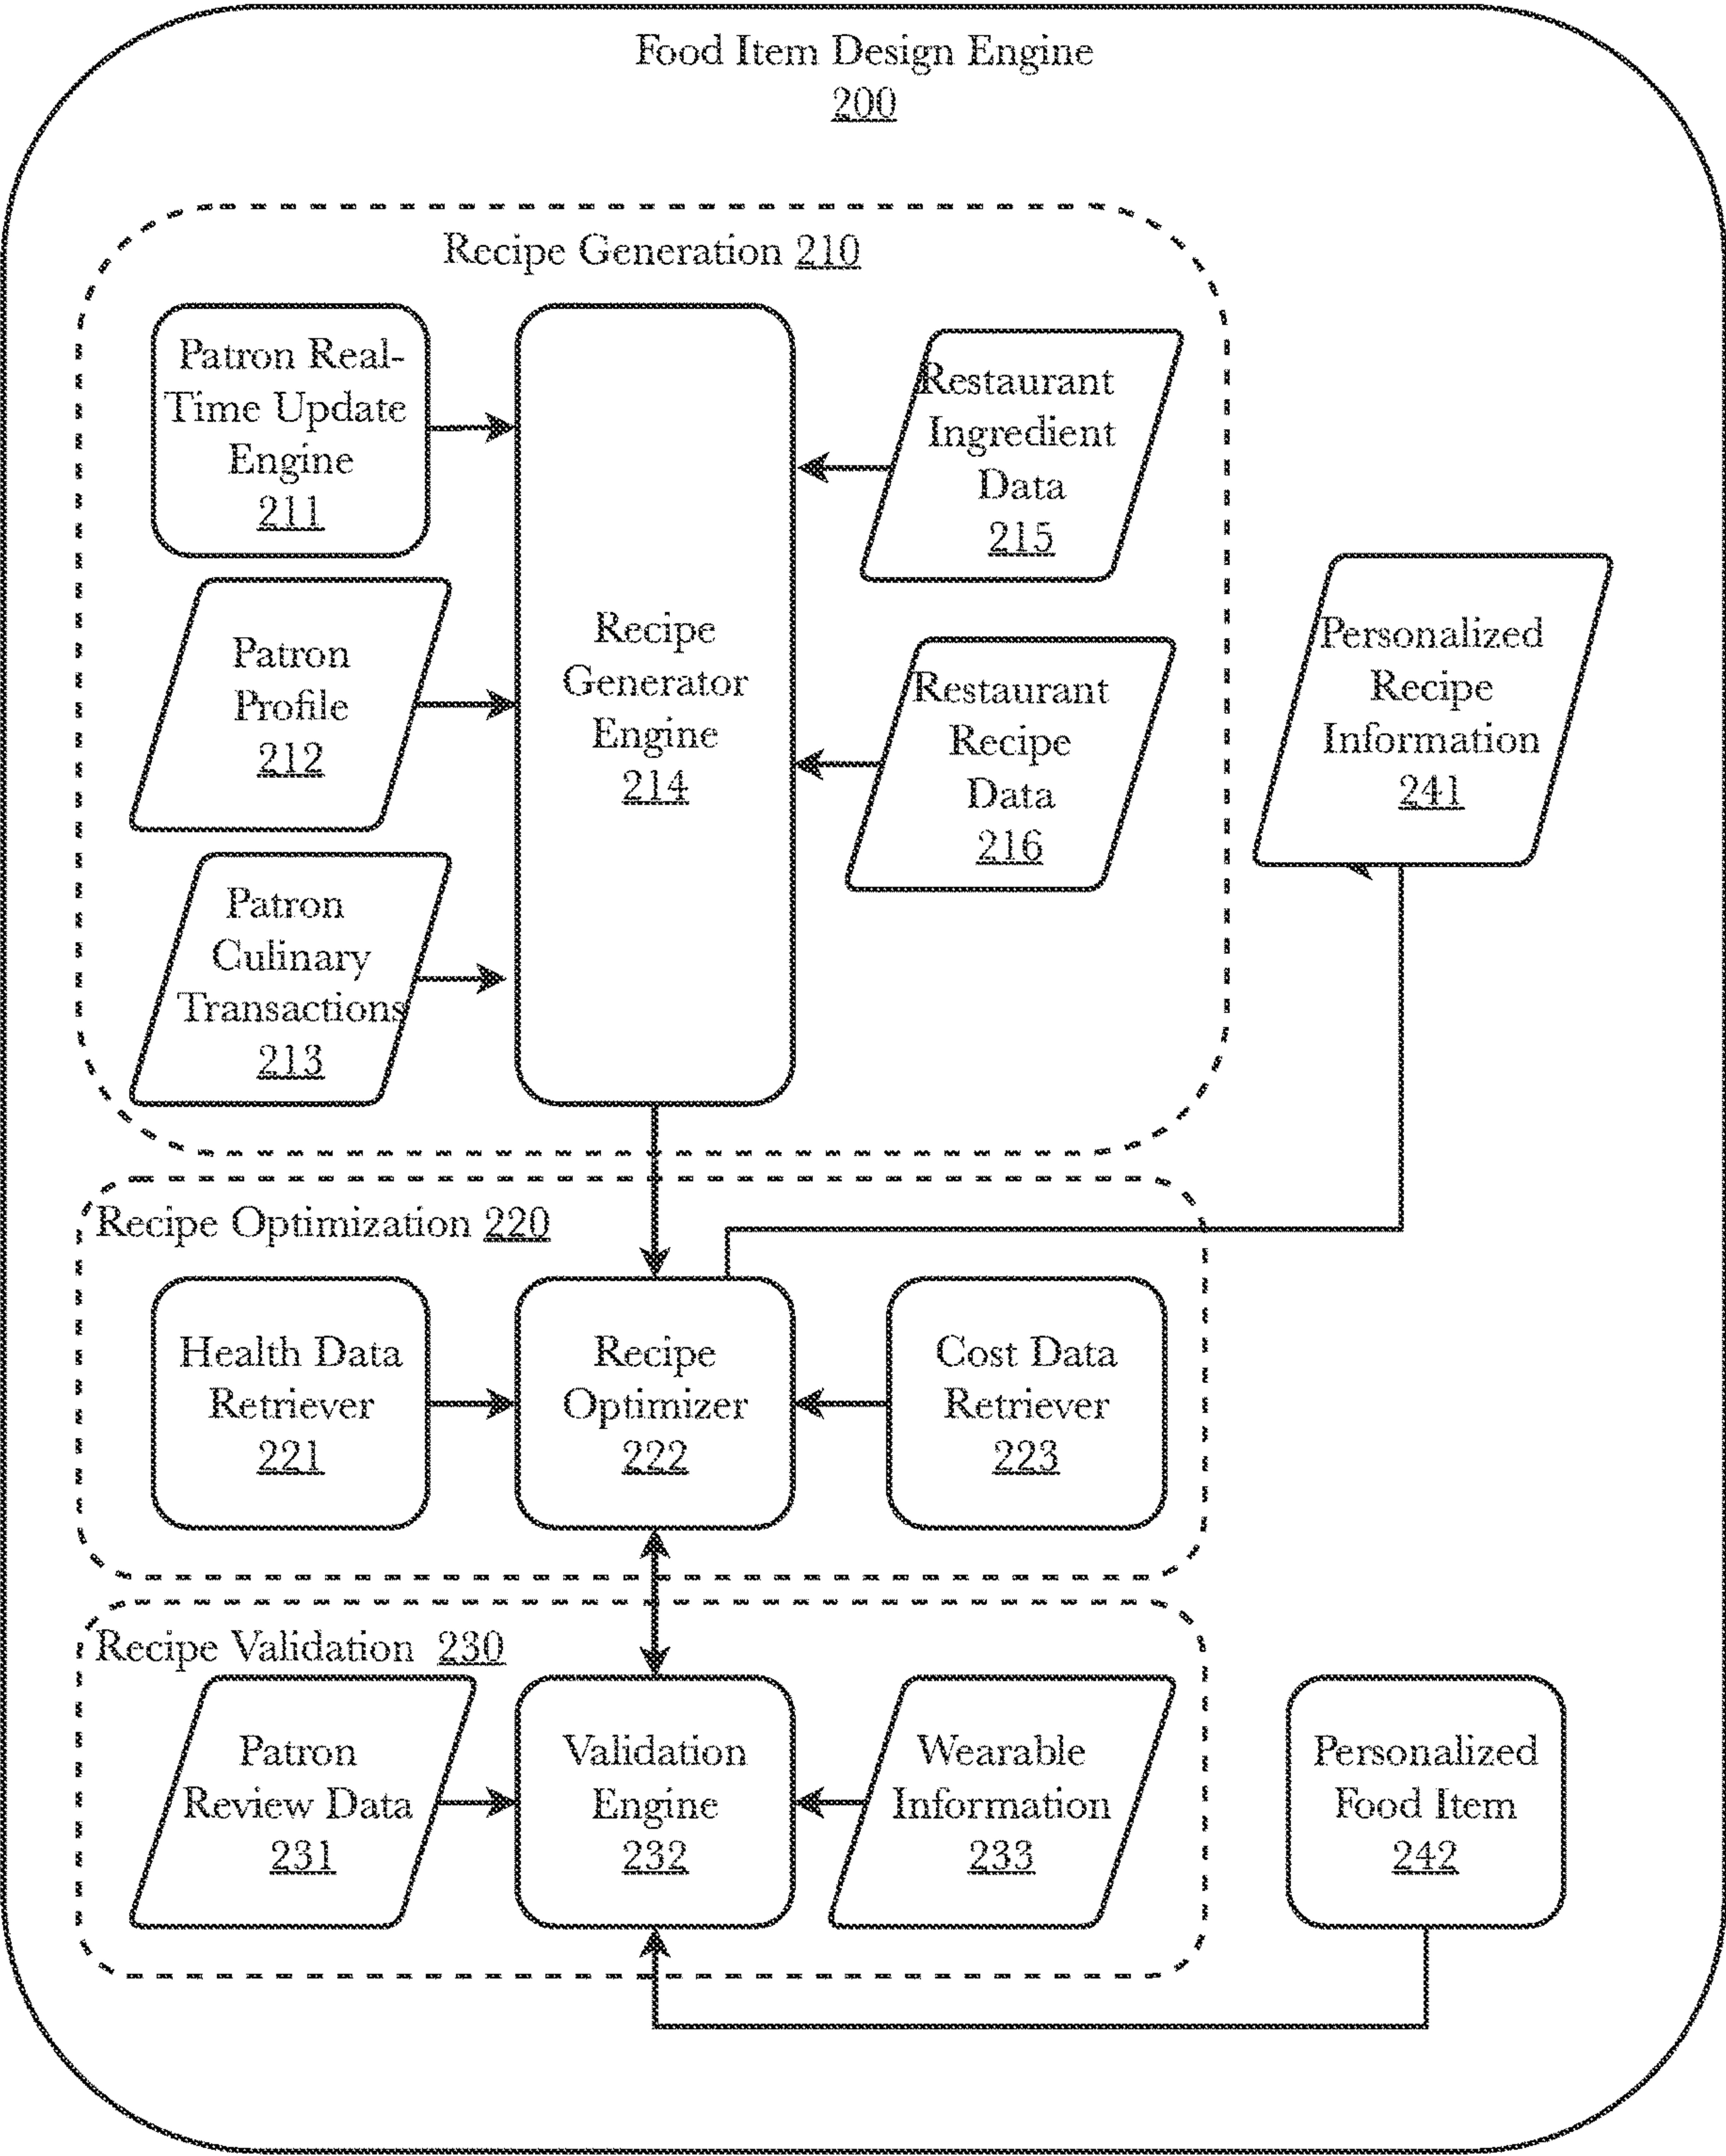 Food Item Design Engine
200
Recipe Generation 210
Patron Real-
Time Update
Engine
211
Patron
Profile
212
Patron
Culinary
Transactions
213
Recipe
Generator
Engine
214
Restaurant
Ingredient
Data
215
Restaurant
Recipe
Data
216
Personalized
Recipe
Information
241
Recipe Optimization 220
Health Data
Retriever
221
Recipe
Optimizer
222
Cost Data
Retriever
223
Recipe Validation 230
Patron
Review Data
231
Validation
Engine
232
Wearable
Information
233
Personalized
Food Item
242